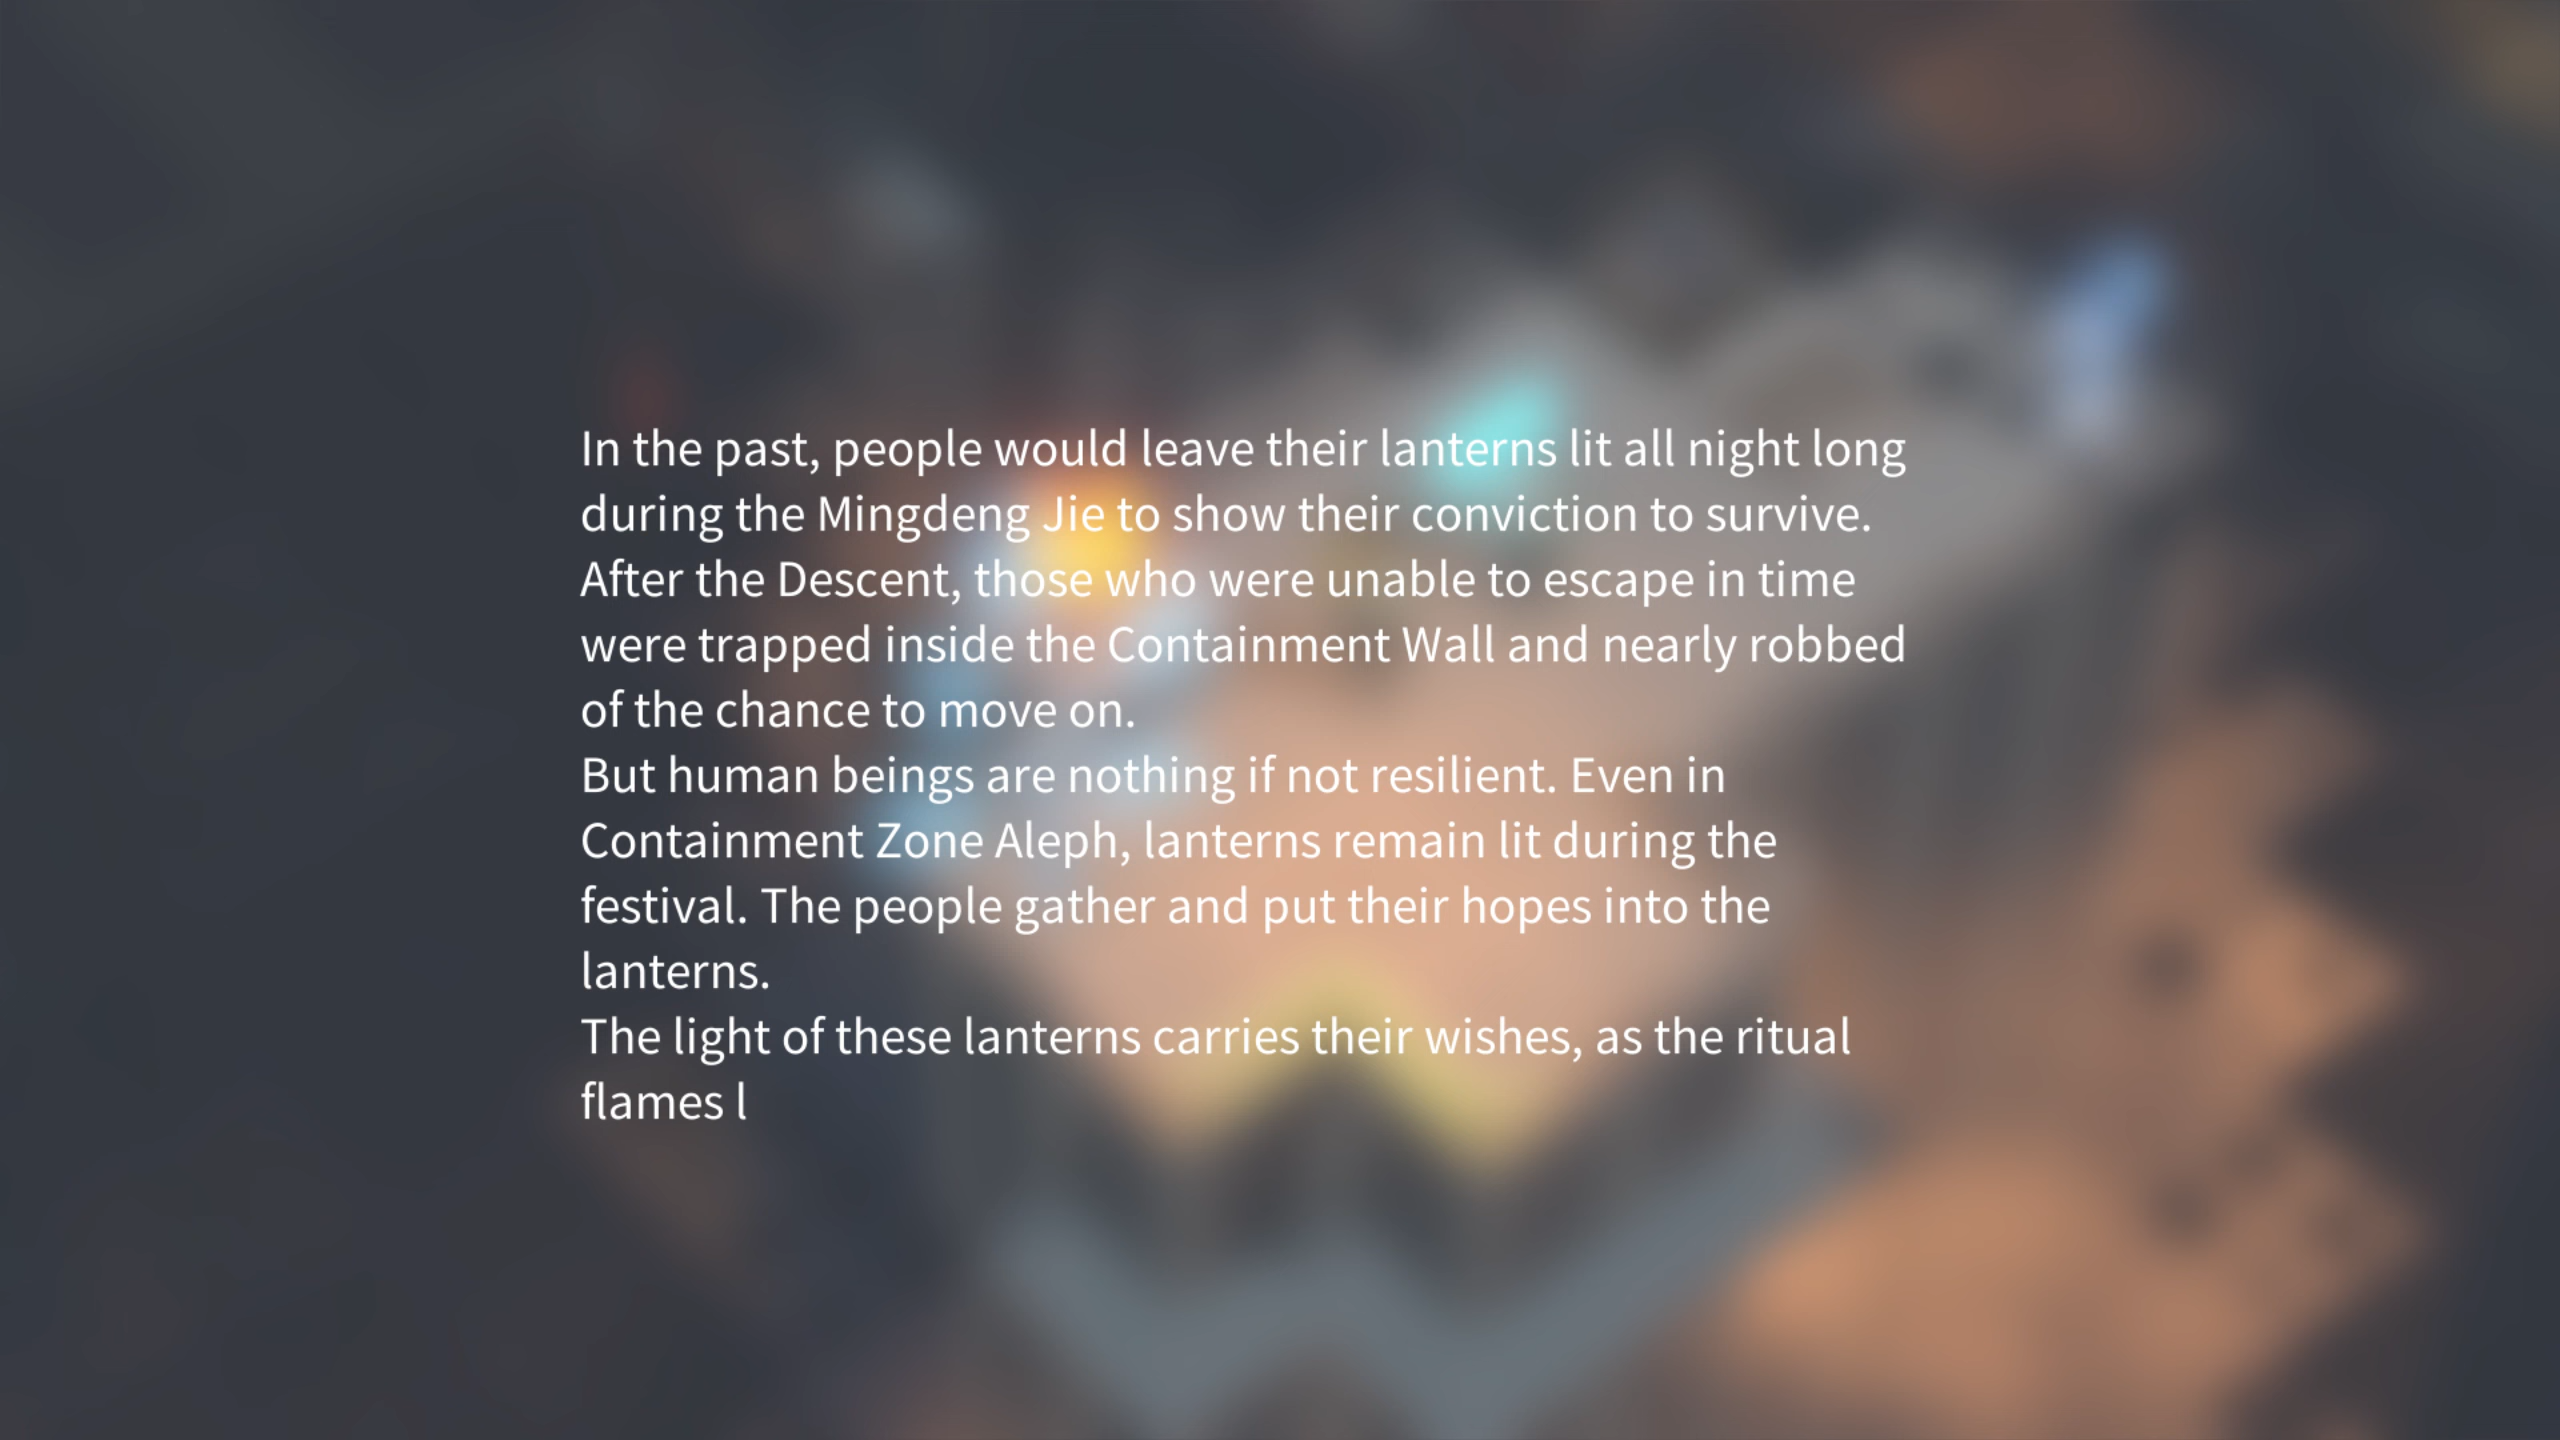 In the past, people would leave their lanterns lit all night long
during the Mingdeng Jie to show their conviction to survive.
After the Descent, those who were unable to escape in time
were trapped inside the Containment Wall and nearly robbed
of the chance to move on.
But human beings are nothing if not resilient. Even in
Containment Zone Aleph, lanterns remain lit during the
festival. The people gather and put their hopes into the
lanterns.
The light of these lanterns carries their wishes, as the ritual
flames l